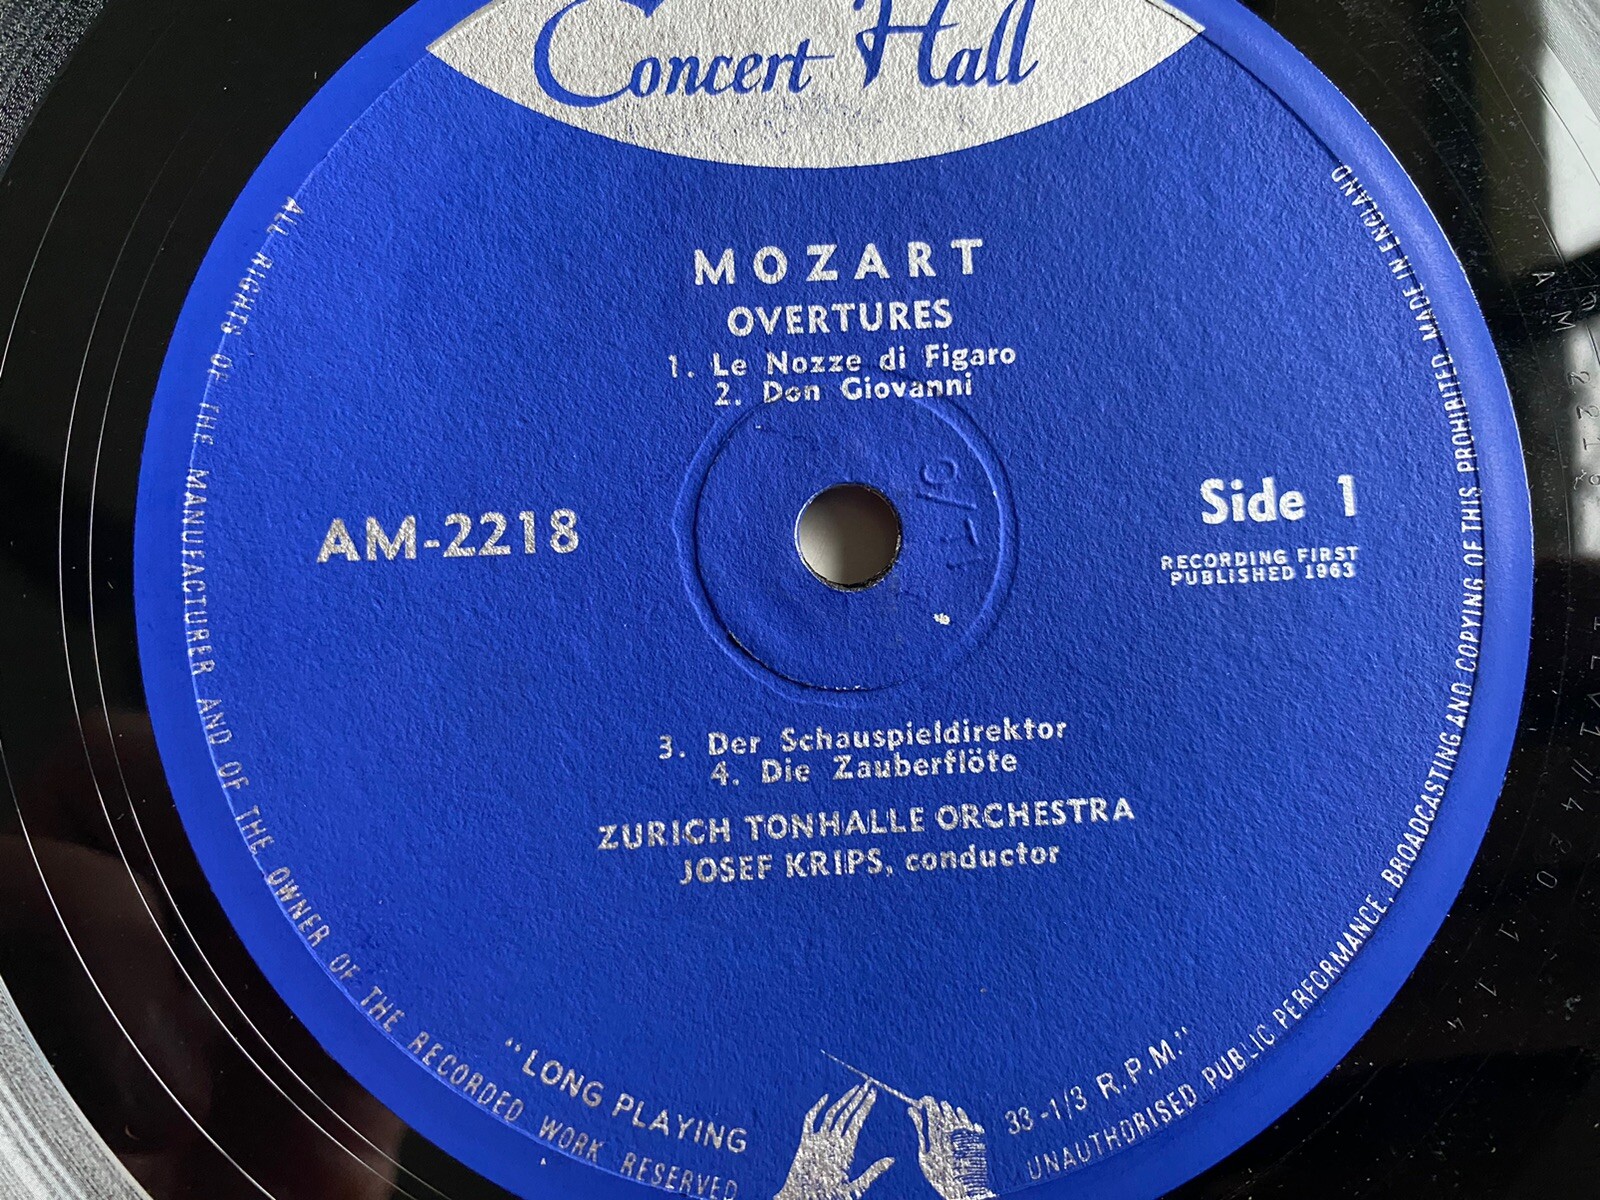 Concert Hall
MOZART
OVERTURES
1. Le Nozze di Figaro
2. Don Giovanni
AM-2218
Side 1
RECORDING FIRST
PUBLISHED 1963
3. Der Schauspieldirektor
4. Die Zauberflöte
ZURICH TONHALLE ORCHESTRA
JOSEF KRIPS, conductor
"LONG PLAYING
33-1/3 R.P.M."
ALL RIGHTS OF THE MANUFACTURER AND OF THE OWNER OF THE RECORDED WORK RESERVED
UNAUTHORISED PUBLIC PERFORMANCE, BROADCASTING AND COPYING OF THIS PROHIBITED. MADE IN ENGLAND
AM 2218